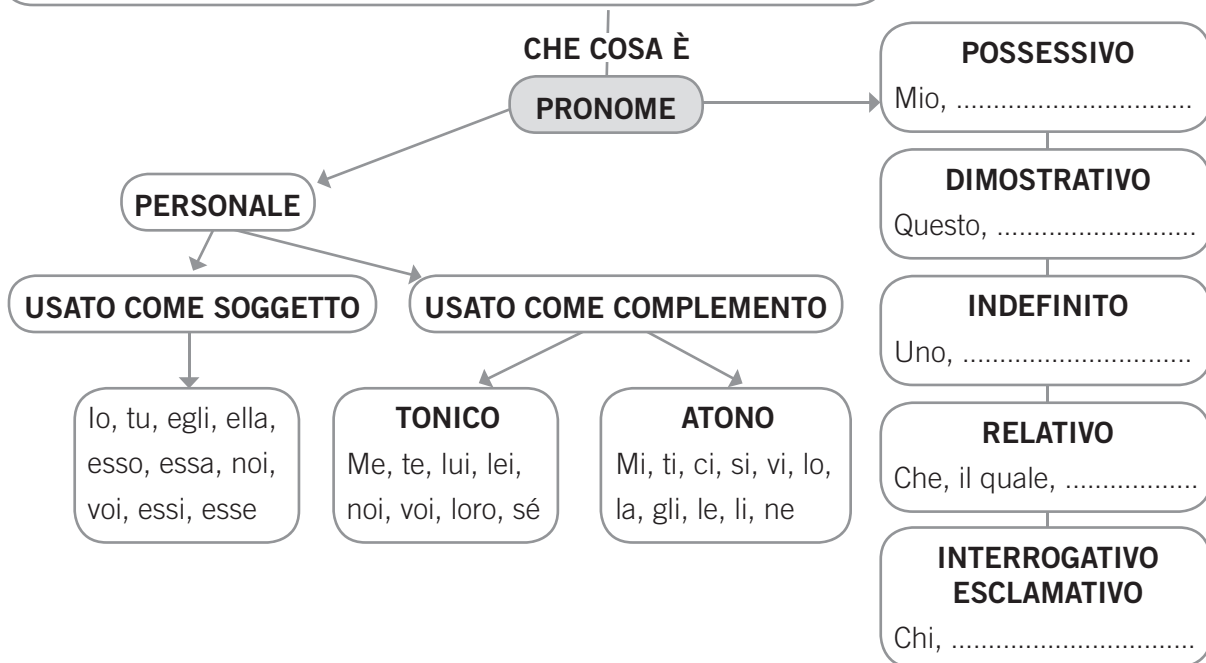 CHE COSA È
PRONOME
PERSONALE
USATO COME SOGGETTO
USATO COME COMPLEMENTO
Io, tu, egli, ella,
esso, essa, noi,
voi, essi, esse
TONICO
Me, te, lui, lei,
noi, voi, loro, sé
ATONO
Mi, ti, ci, si, vi, lo,
la, gli, le, li, ne
POSSESSIVO
Mio, ................................
DIMOSTRATIVO
Questo, ...........................
INDEFINITO
Uno, ...............................
RELATIVO
Che, il quale, ..................
INTERROGATIVO
ESCLAMATIVO
Chi, .................................